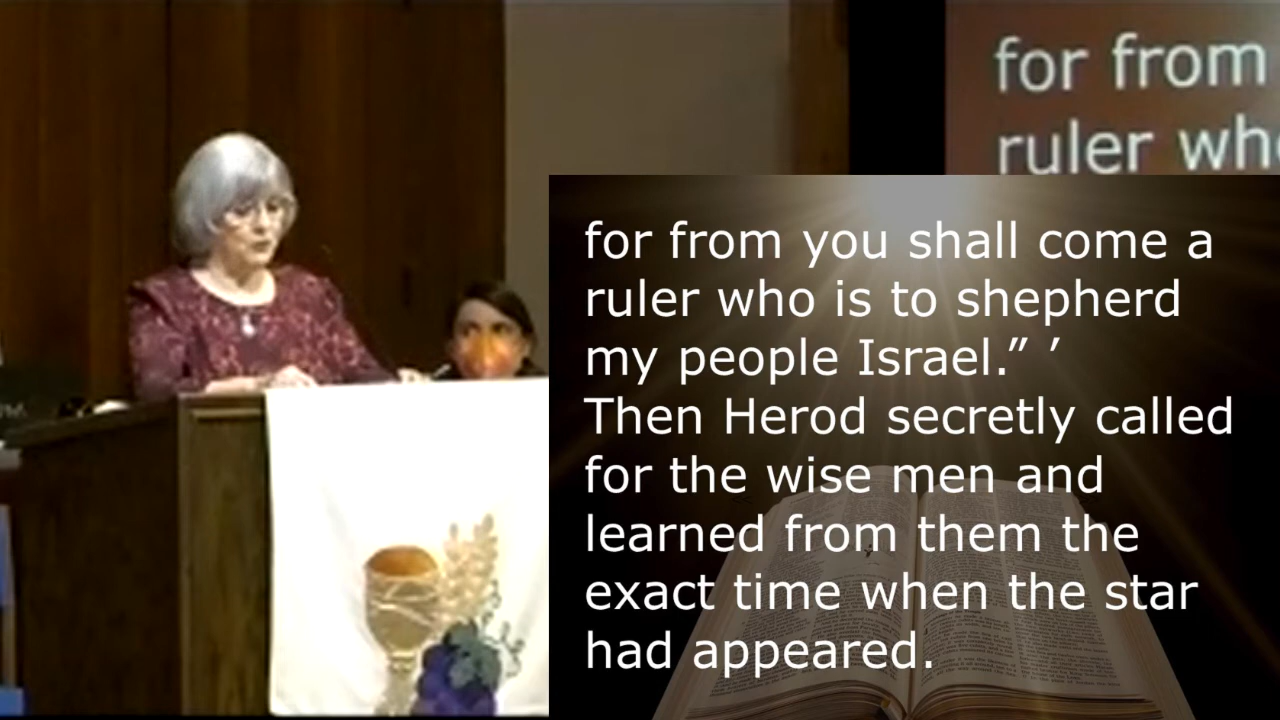 for from
ruler who
for from you shall come a
ruler who is to shepherd
my people Israel.” ’
Then Herod secretly called
for the wise men and
learned from them the
exact time when the star
had appeared.